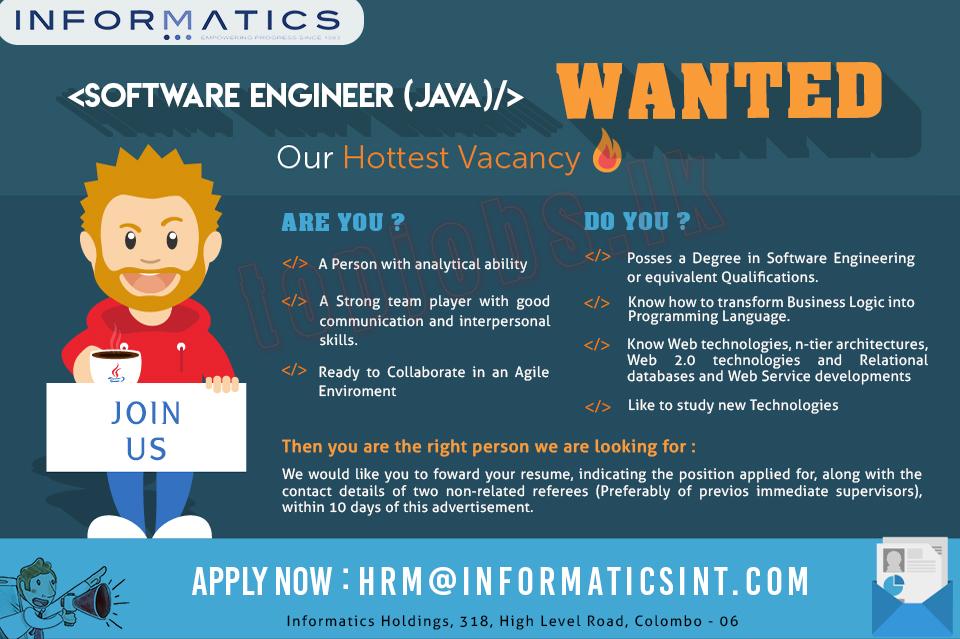 INFORMATICS
EMPOWERING PROGRESS SINCE 1983
<SOFTWARE ENGINEER (JAVA)/>
WANTED
Our Hottest Vacancy
topjobs.lk
ARE YOU ?
</> A Person with analytical ability
</> A Strong team player with good
communication and interpersonal
skills.
</> Ready to Collaborate in an Agile
Enviroment
DO YOU ?
</> Posses a Degree in Software Engineering
or equivalent Qualifications.
</> Know how to transform Business Logic into
Programming Language.
</> Know Web technologies, n-tier architectures,
Web 2.0 technologies and Relational
databases and Web Service developments
</> Like to study new Technologies
JOIN
US
Then you are the right person we are looking for :
We would like you to foward your resume, indicating the position applied for, along with the
contact details of two non-related referees (Preferably of previos immediate supervisors),
within 10 days of this advertisement.
APPLY NOW : HRM@INFORMATICSINT.COM
Informatics Holdings, 318, High Level Road, Colombo - 06